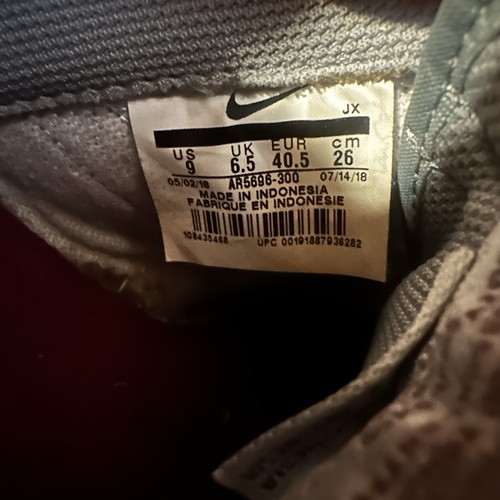 JX
US UK EUR cm
9 6.5 40.5 26
05/02/18 AR5696-300 07/14/18
MADE IN INDONESIA
FABRIQUE EN INDONESIE
108435468 UPC 00191887936282